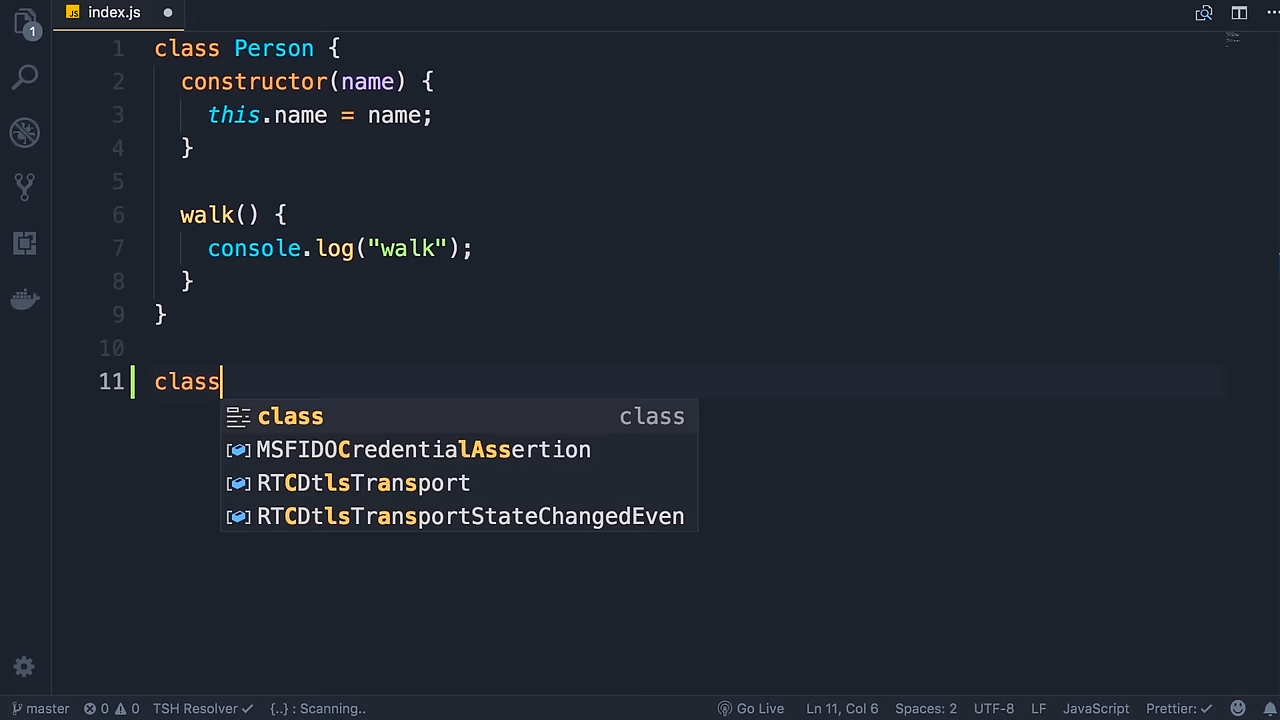 index.js
1
1 class Person {
2 constructor(name) {
3 this.name = name;
4 }
5
6 walk() {
7 console.log("walk");
8 }
9 }
10
11 class
class class
MSFIDOCredentialAssertion
RTCDtlsTransport
RTCDtlsTransportStateChangedEven
master 0 0 TSH Resolver {..} : Scanning.. Go Live Ln 11, Col 6 Spaces: 2 UTF-8 LF JavaScript Prettier: